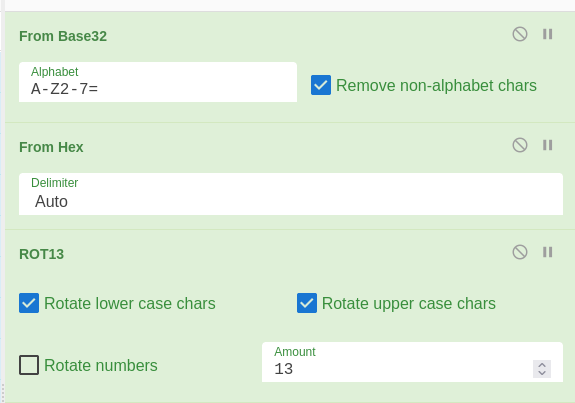 From Base32
Alphabet
A-Z2-7=
Remove non-alphabet chars
From Hex
Delimiter
Auto
ROT13
Rotate lower case chars
Rotate upper case chars
Rotate numbers
Amount
13